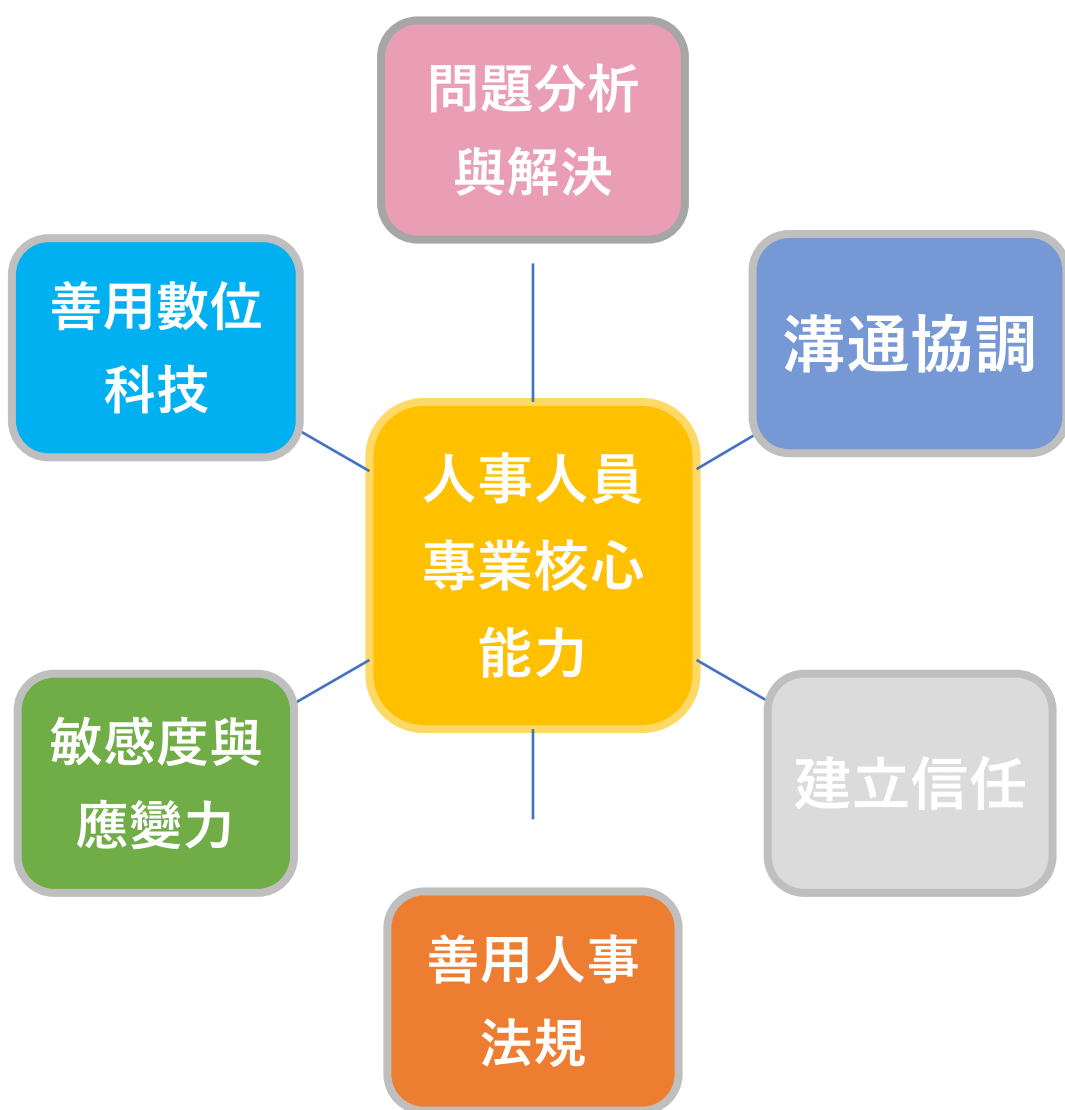 問題分析
與解決
善用數位
科技
溝通協調
人事人員
專業核心
能力
敏感度與
應變力
建立信任
善用人事
法規